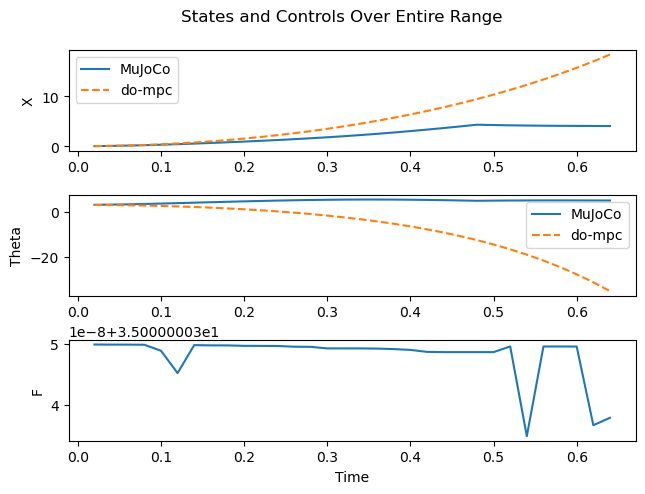 States and Controls Over Entire Range
X
10
0
MuJoCo
do-mpc
0.0 0.1 0.2 0.3 0.4 0.5 0.6
Theta
0
−20
MuJoCo
do-mpc
0.0 0.1 0.2 0.3 0.4 0.5 0.6
1e−8+3.50000003e1
F
5
4
0.0 0.1 0.2 0.3 0.4 0.5 0.6
Time